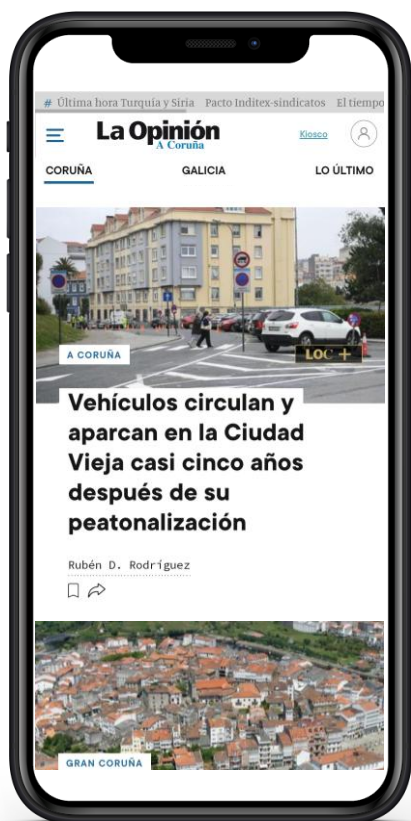 # Última hora Turquía y Siria Pacto Inditex-sindicatos El tiempo
La Opinión
A Coruña
Kiosco
CORUÑA GALICIA LO ÚLTIMO
A CORUÑA
LOC +
Vehículos circulan y
aparcan en la Ciudad
Vieja casi cinco años
después de su
peatonalización
Rubén D. Rodríguez
GRAN CORUÑA